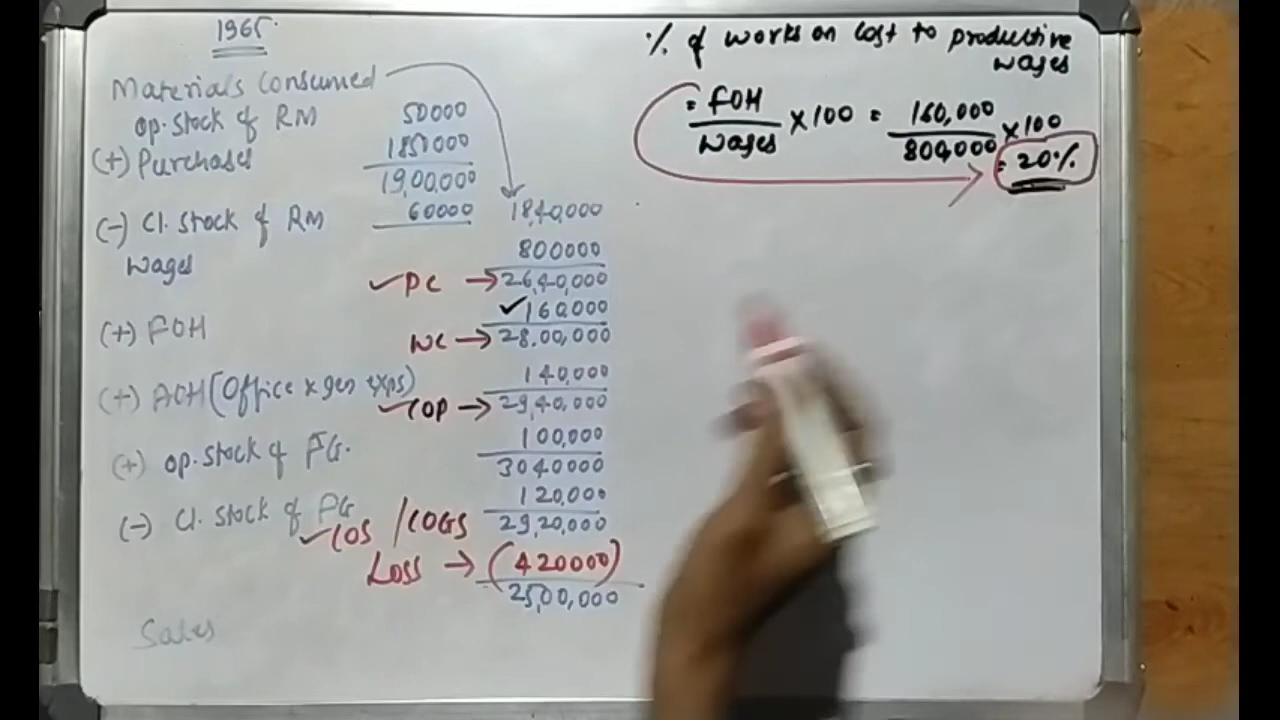 1965
Materials Consumed
op. stock of RM 50000
(+) Purchases 1850000
19,00,000
(-) Cl. stock of RM 60000 1840,000
Wages 800000
PC → 26,40,000
(+) FOH ✓160000
WC → 28,00,000
(+) AOH (Office & gen exps) 140,000
✓COP → 29,40,000
(+) op. stock of FG. 100,000
3040000
(-) Cl. stock of FG 120,000
✓COS / COGS 29,20,000
Loss → (420000)
25,00,000
Sales
% of works on cost to productive
wages
= FOH / Wages × 100 = 160,000 / 800,000 × 100
= 20%